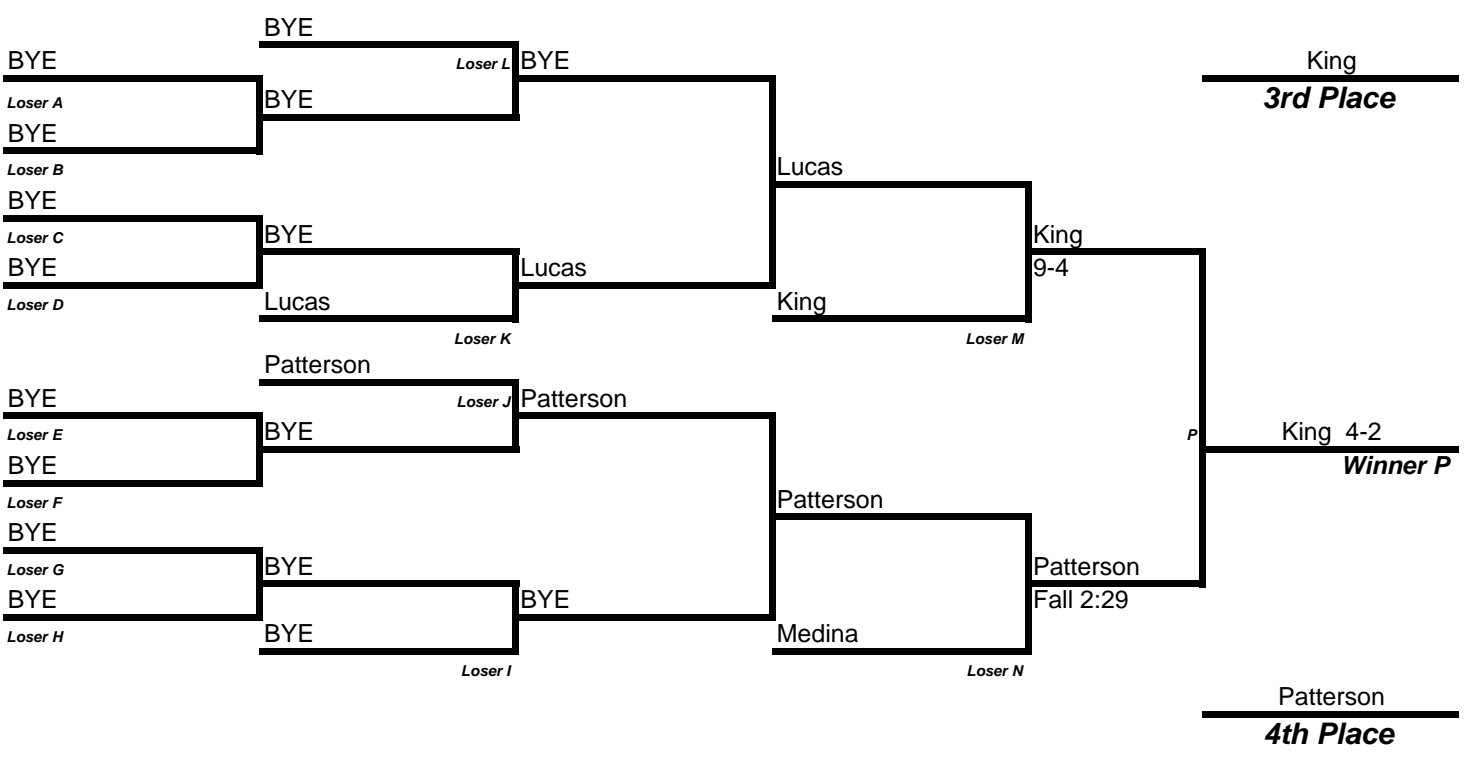 BYE
BYE
Loser L
BYE
King
Loser A
BYE
3rd Place
BYE
Loser B
Lucas
BYE
Loser C
BYE
King
BYE
Lucas
9-4
Loser D
Lucas
King
Loser K
Loser M
Patterson
BYE
Loser J
Patterson
Loser E
BYE
P
King 4-2
BYE
Winner P
Loser F
Patterson
BYE
Loser G
BYE
Patterson
BYE
BYE
Fall 2:29
Loser H
BYE
Medina
Loser I
Loser N
Patterson
4th Place